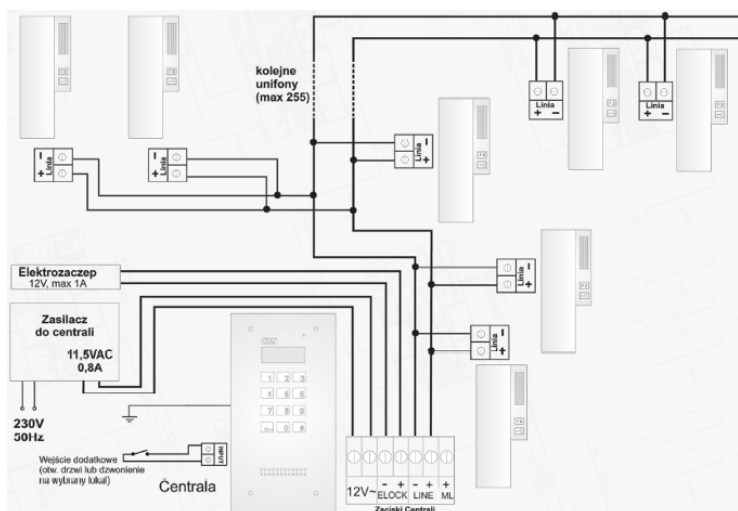 kolejne
unifony
(max 255)
Linia
+ -
Linia
+ -
-
Linia
+
-
Linia
+
-
Linia
+
-
Linia
+
-
Linia
+
Elektrozaczep
12V, max 1A
Zasilacz
do centrali
11,5VAC
0,8A
230V
50Hz
1 2 3
4 5 6
7 8 9
0 #
Wejście dodatkowe
(otw. drzwi lub dzwonienie
na wybrany lokal)
INPUT
Centrala
- + - + +
12V~ ELOCK LINE ML
Zaciski Centrali